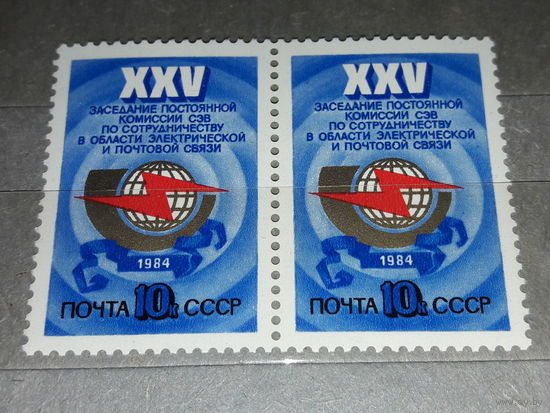 XXV
ЗАСЕДАНИЕ ПОСТОЯННОЙ
КОМИССИИ СЭВ
ПО СОТРУДНИЧЕСТВУ
В ОБЛАСТИ ЭЛЕКТРИЧЕСКОЙ
И ПОЧТОВОЙ СВЯЗИ
1984
ПОЧТА 10к СССР
XXV
ЗАСЕДАНИЕ ПОСТОЯННОЙ
КОМИССИИ СЭВ
ПО СОТРУДНИЧЕСТВУ
В ОБЛАСТИ ЭЛЕКТРИЧЕСКОЙ
И ПОЧТОВОЙ СВЯЗИ
1984
ПОЧТА 10к СССР